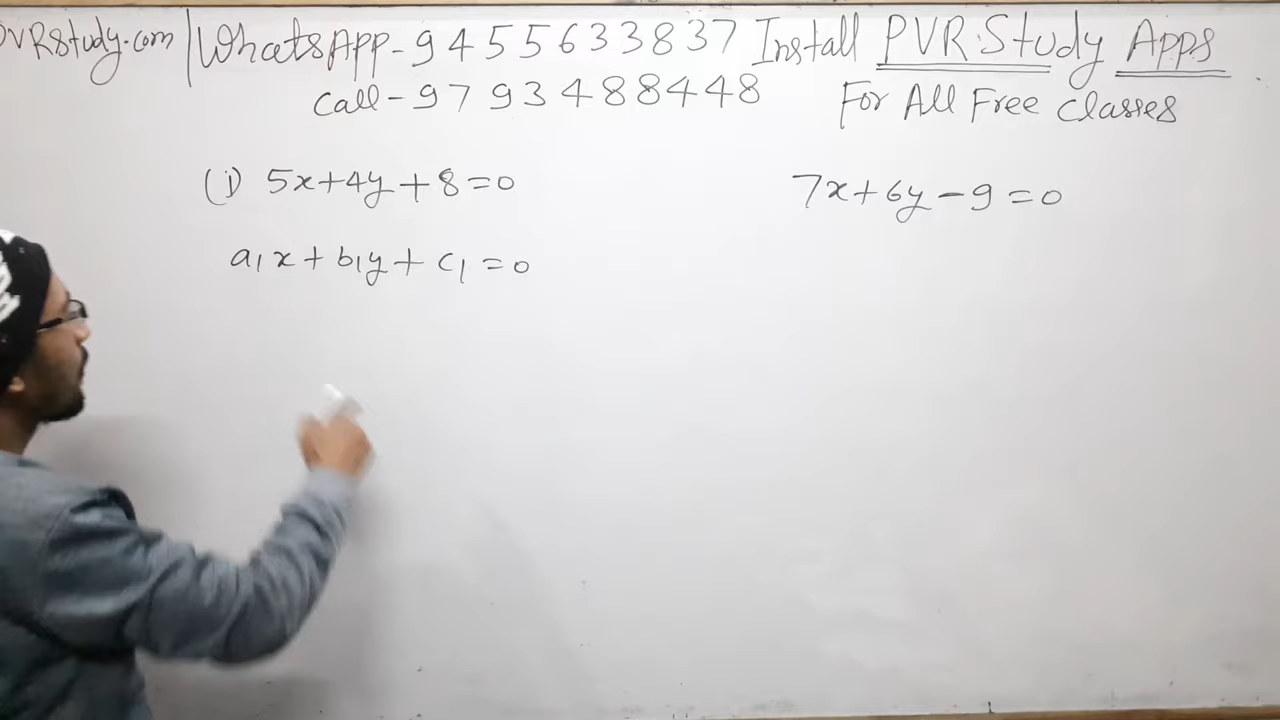 PVRStudy.com | WhatsApp-9455633837 Install PVR.Study Apps
Call-9793488448 For All Free Classes
(i) 5x+4y+8=0 7x+6y-9=0
a₁x+b₁y+c₁=0